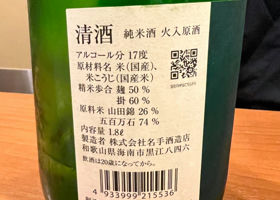 清酒 純米酒 火入原酒
アルコール分 17度
原材料名 米(国産)、
米こうじ(国産米)
精米歩合 麹 50 %
掛 60 %
原料米 山田錦 26 %
五百万石 74 %
内容量 1.8ℓ
製造者 株式会社名手酒造店
和歌山県海南市黒江八四六
飲酒は20歳になってから。
4 933999 215536